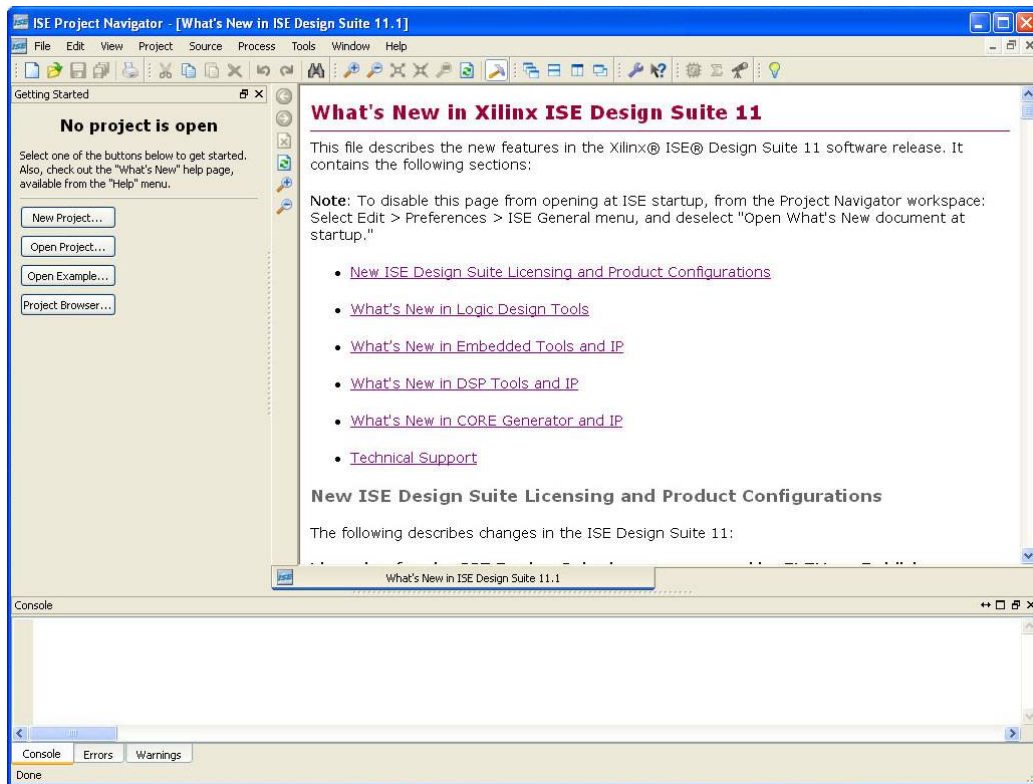 ISE Project Navigator - [What's New in ISE Design Suite 11.1]
File Edit View Project Source Process Tools Window Help
Getting Started
No project is open
Select one of the buttons below to get started.
Also, check out the "What's New" help page,
available from the "Help" menu.
New Project...
Open Project...
Open Example...
Project Browser...
What's New in Xilinx ISE Design Suite 11
This file describes the new features in the Xilinx® ISE® Design Suite 11 software release. It
contains the following sections:
Note: To disable this page from opening at ISE startup, from the Project Navigator workspace:
Select Edit > Preferences > ISE General menu, and deselect "Open What's New document at
startup."
• New ISE Design Suite Licensing and Product Configurations
• What's New in Logic Design Tools
• What's New in Embedded Tools and IP
• What's New in DSP Tools and IP
• What's New in CORE Generator and IP
• Technical Support
New ISE Design Suite Licensing and Product Configurations
The following describes changes in the ISE Design Suite 11:
What's New in ISE Design Suite 11.1
Console
Console Errors Warnings
Done